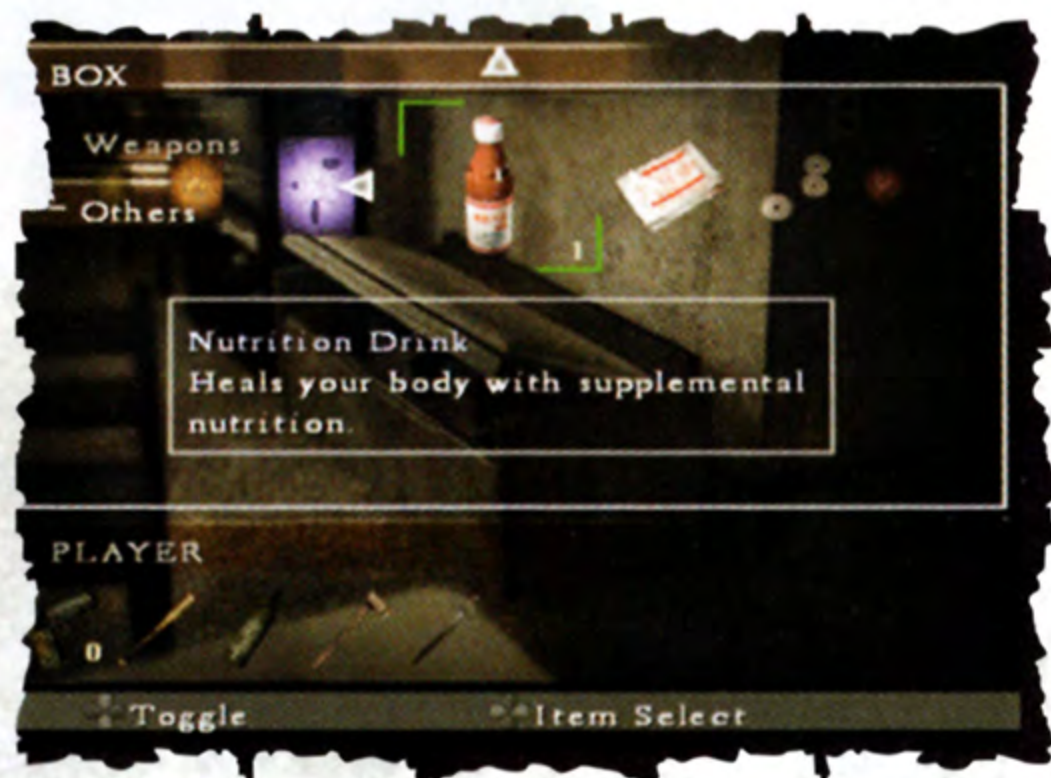 BOX
Weapons
Others
1
Nutrition Drink
Heals your body with supplemental
nutrition.
PLAYER
0
Toggle
Item Select